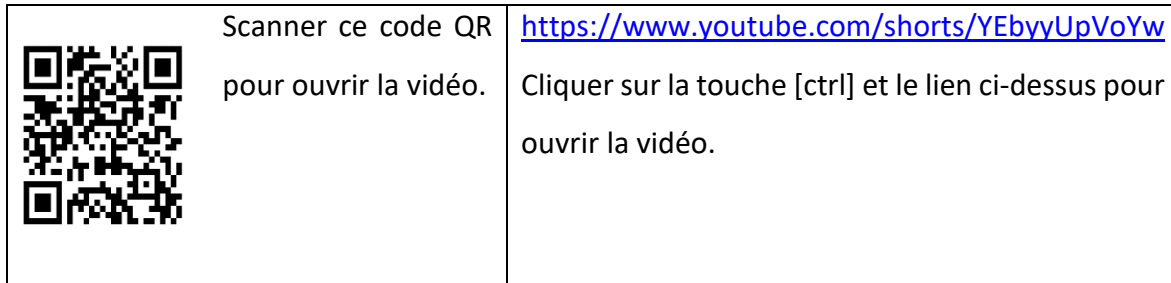 Scanner ce code QR
pour ouvrir la vidéo.
https://www.youtube.com/shorts/YEbyyUpVoYw
Cliquer sur la touche [ctrl] et le lien ci-dessus pour
ouvrir la vidéo.